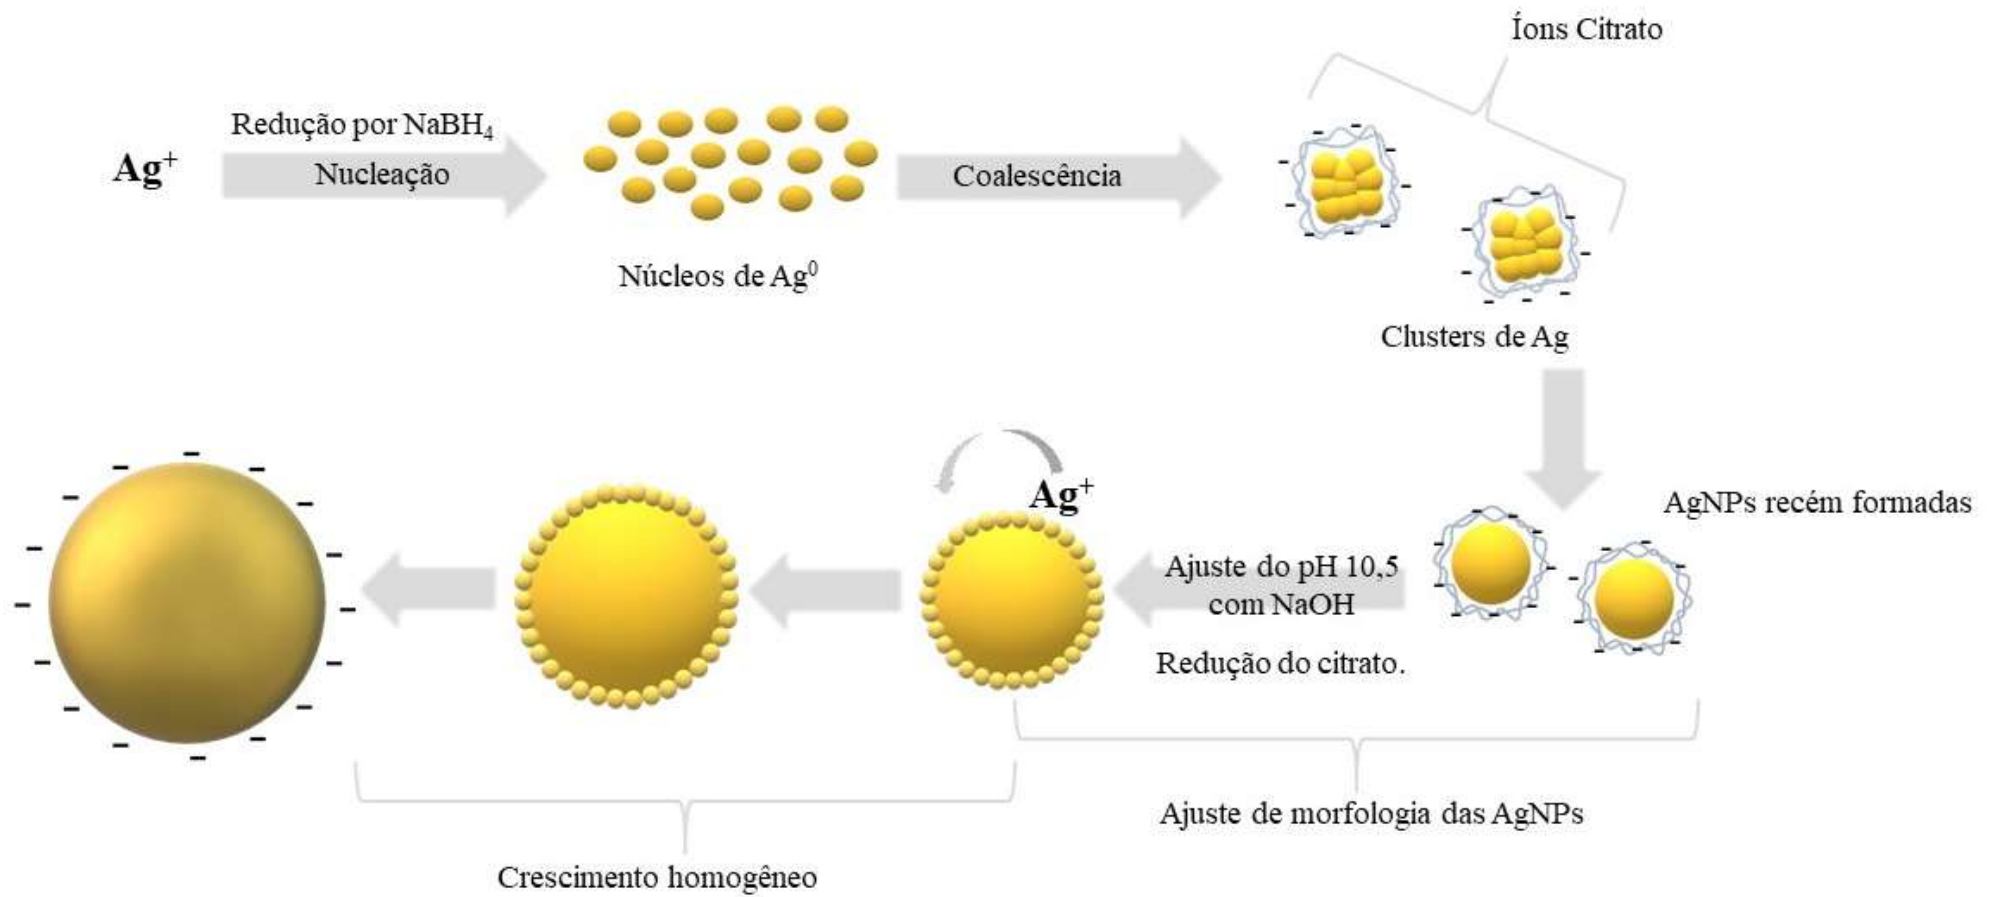 Íons Citrato
Redução por NaBH₄
Ag⁺
Nucleação
Coalescência
Núcleos de Ag⁰
Clusters de Ag
AgNPs recém formadas
Ag⁺
Ajuste do pH 10,5
com NaOH
Redução do citrato.
Ajuste de morfologia das AgNPs
Crescimento homogêneo